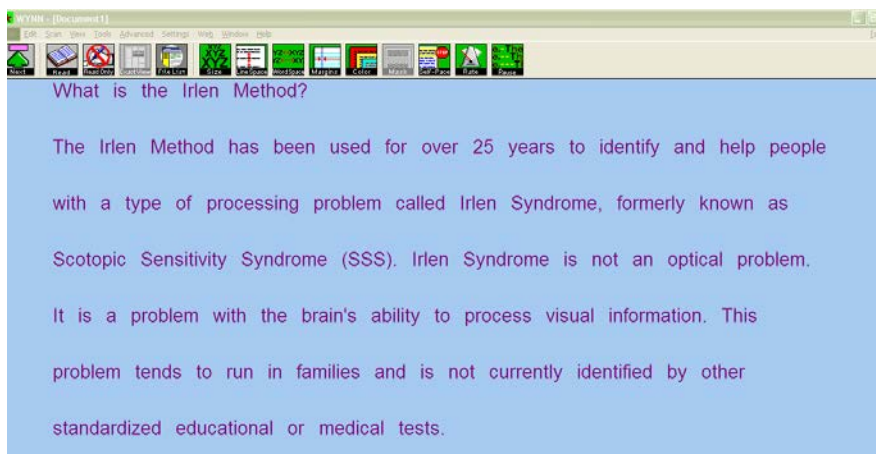 WYNN - [Document1]
Edit Scan View Tools Advanced Settings Web Window Help
Next Read Read Only ExactView File List Size Line Space Word Space Margins Color Mask Self-Pace Rate Pause
What is the Irlen Method?
The Irlen Method has been used for over 25 years to identify and help people
with a type of processing problem called Irlen Syndrome, formerly known as
Scotopic Sensitivity Syndrome (SSS). Irlen Syndrome is not an optical problem.
It is a problem with the brain's ability to process visual information. This
problem tends to run in families and is not currently identified by other
standardized educational or medical tests.